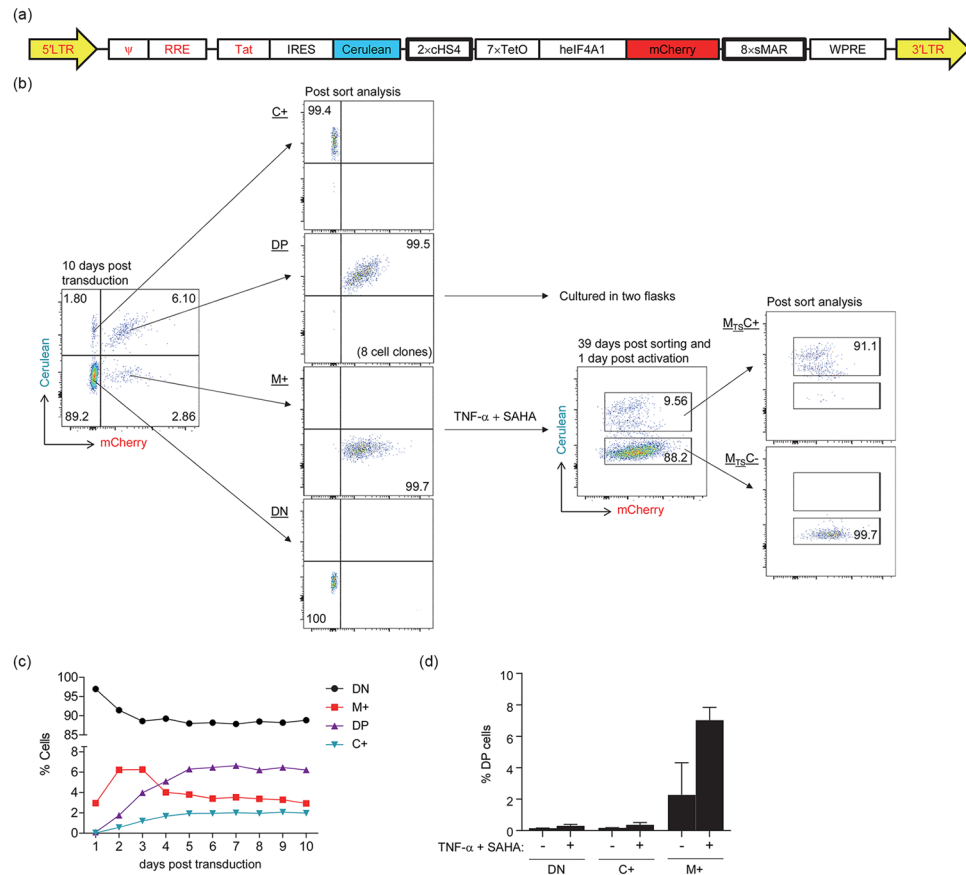 (a)
5'LTR ψ RRE Tat IRES Cerulean 2×cHS4 7×TetO heIF4A1 mCherry 8×sMAR WPRE 3'LTR
(b)
Post sort analysis
C+
99.4
DP
99.5
(8 cell clones)
10 days post
transduction
1.80 6.10
89.2 2.86
Cerulean
mCherry
M+
99.7
DN
100
Cultured in two flasks
TNF-α + SAHA
39 days post sorting and
1 day post activation
9.56
88.2
Cerulean
mCherry
Post sort analysis
MTSC+
91.1
MTSC-
99.7
(c)
% Cells
100
95
90
85
8
6
4
2
0
1 2 3 4 5 6 7 8 9 10
days post transduction
DN
M+
DP
C+
(d)
% DP cells
10
8
6
4
2
0
TNF-α + SAHA: - + - + - +
DN C+ M+